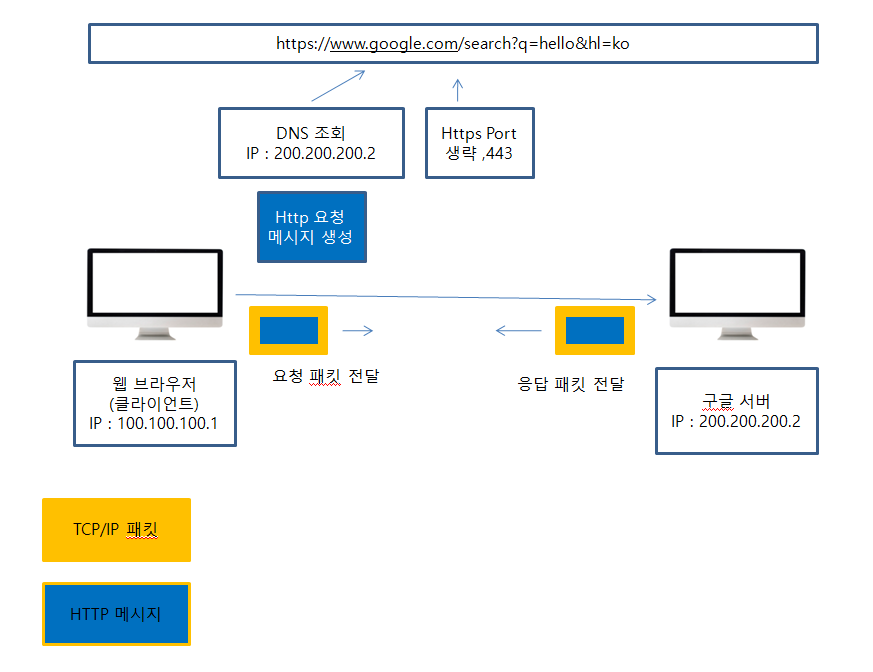 https://www.google.com/search?q=hello&hl=ko
DNS 조회
IP : 200.200.200.2
Https Port
생략 ,443
Http 요청
메시지 생성
요청 패킷 전달
응답 패킷 전달
웹 브라우저
(클라이언트)
IP : 100.100.100.1
구글 서버
IP : 200.200.200.2
TCP/IP 패킷
HTTP 메시지